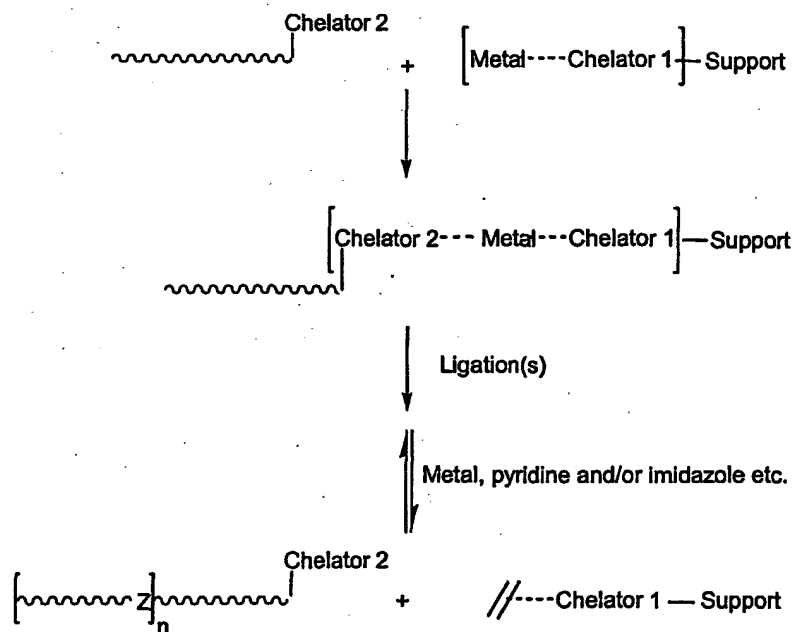 Chelator 2
+ [Metal----Chelator 1]—Support
[Chelator 2--- Metal---Chelator 1]—Support
Ligation(s)
Metal, pyridine and/or imidazole etc.
Chelator 2
[ Z]n + //----Chelator 1 — Support